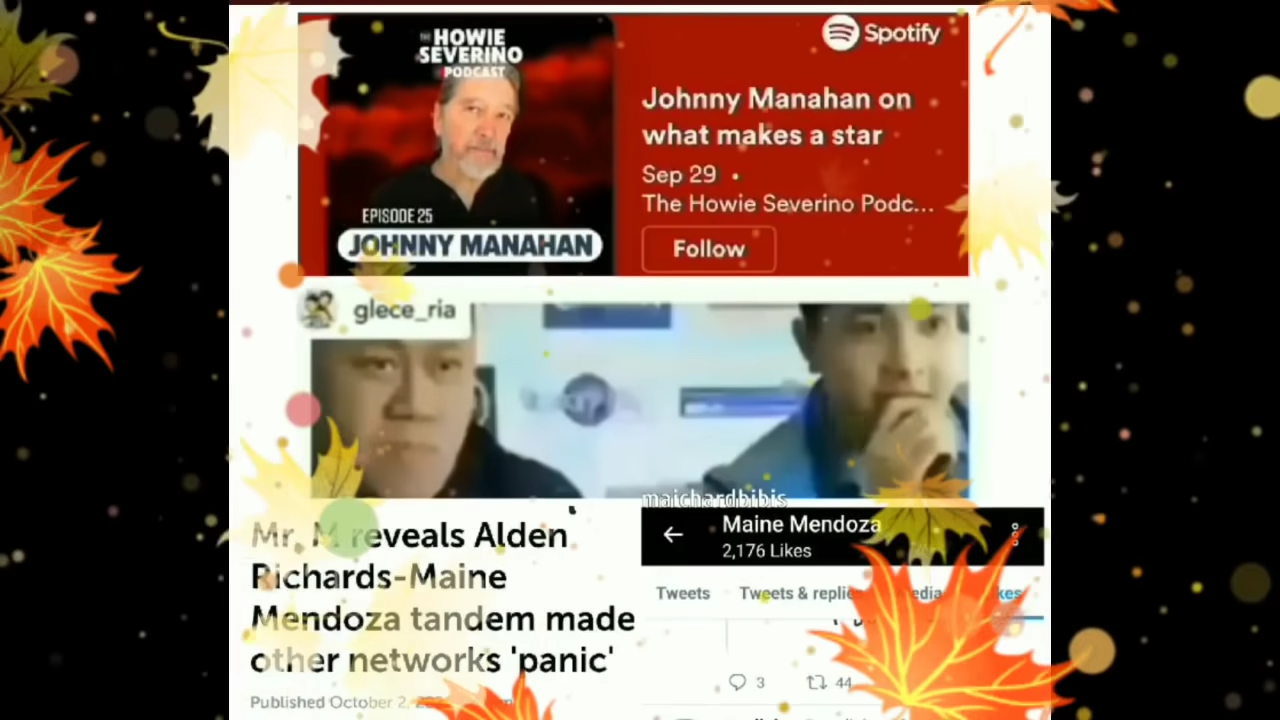 THE HOWIE
SEVERINO
PODCAST
EPISODE 25
JOHNNY MANAHAN
Spotify
Johnny Manahan on
what makes a star
Sep 29 •
The Howie Severino Podc...
Follow
glece_ria
maichardbibis
Mr. M reveals Alden
Richards-Maine
Mendoza tandem made
other networks 'panic'
Published October 2,
Maine Mendoza
2,176 Likes
Tweets Tweets & replies
3 44